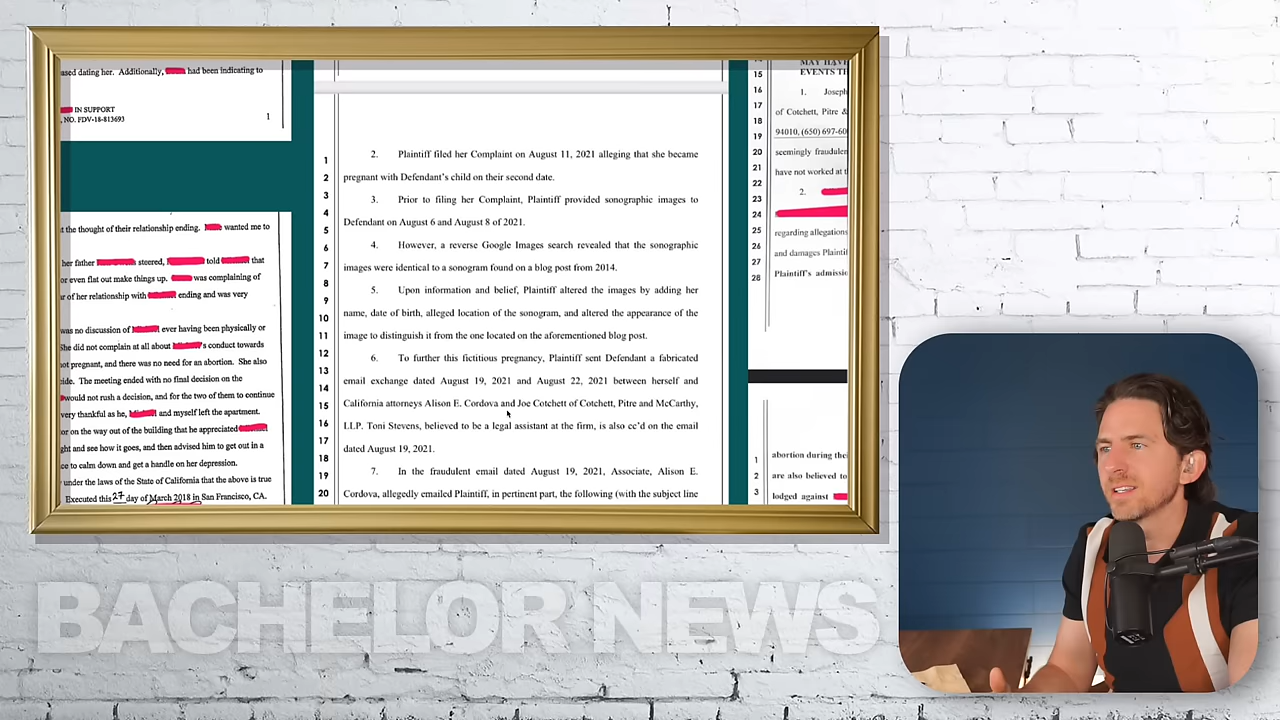 ased dating her. Additionally, had been indicating to
IN SUPPORT
NO. FDV-18-813693 1
t the thought of their relationship ending. wanted me to
her father steered, told that
or even flat out make things up. was complaining of
r of her relationship with ending and was very
was no discussion of ever having been physically or
She did not complain at all about 's conduct towards
ot pregnant, and there was no need for an abortion. She also
ide. The meeting ended with no final decision on the
would not rush a decision, and for the two of them to continue
very thankful as he, and myself left the apartment.
or on the way out of the building that he appreciated
ght and see how it goes, and then advised him to get out in a
ce to calm down and get a handle on her depression.
under the laws of the State of California that the above is true
Executed this 27 day of March 2018 in San Francisco, CA.
1
2
3
4
5
6
7
8
9
10
11
12
13
14
15
16
17
18
19
20
2. Plaintiff filed her Complaint on August 11, 2021 alleging that she became
pregnant with Defendant's child on their second date.
3. Prior to filing her Complaint, Plaintiff provided sonographic images to
Defendant on August 6 and August 8 of 2021.
4. However, a reverse Google Images search revealed that the sonographic
images were identical to a sonogram found on a blog post from 2014.
5. Upon information and belief, Plaintiff altered the images by adding her
name, date of birth, alleged location of the sonogram, and altered the appearance of the
image to distinguish it from the one located on the aforementioned blog post.
6. To further this fictitious pregnancy, Plaintiff sent Defendant a fabricated
email exchange dated August 19, 2021 and August 22, 2021 between herself and
California attorneys Alison E. Cordova and Joe Cotchett of Cotchett, Pitre and McCarthy,
LLP. Toni Stevens, believed to be a legal assistant at the firm, is also cc'd on the email
dated August 19, 2021.
7. In the fraudulent email dated August 19, 2021, Associate, Alison E.
Cordova, allegedly emailed Plaintiff, in pertinent part, the following (with the subject line
MAY HAV
15 EVENTS TH
16 1. Joseph
17 of Cotchett, Pitre &
18
19 94010, (650) 697-60
20 seemingly fraudulen
21 have not worked at t
22
23 2.
24
25 regarding allegations
26 and damages Plaintif
27 Plaintiff's admissio
28
1 abortion during the
2 are also believed to
3 lodged against
BACHELOR NEWS